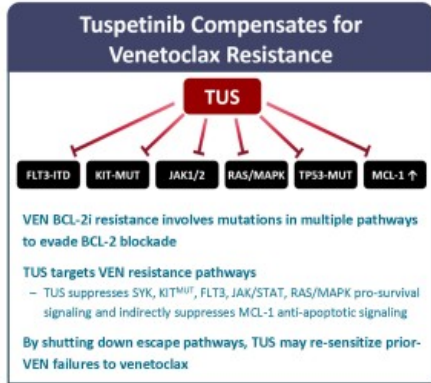 Tuspetinib Compensates for
Venetoclax Resistance
TUS
FLT3-ITD KIT-MUT JAK1/2 RAS/MAPK TP53-MUT MCL-1 ↑
VEN BCL-2i resistance involves mutations in multiple pathways
to evade BCL-2 blockade
TUS targets VEN resistance pathways
– TUS suppresses SYK, KITᴹᵁᵀ, FLT3, JAK/STAT, RAS/MAPK pro-survival
signaling and indirectly suppresses MCL-1 anti-apoptotic signaling
By shutting down escape pathways, TUS may re-sensitize prior-
VEN failures to venetoclax